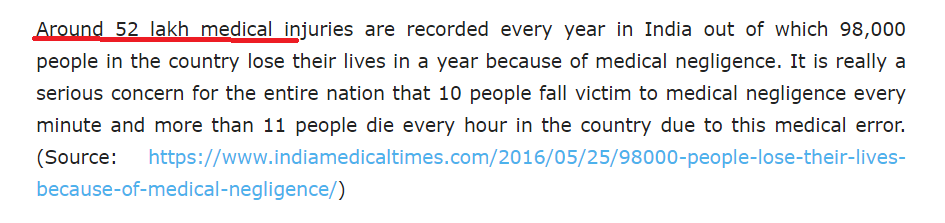 Around 52 lakh medical injuries are recorded every year in India out of which 98,000
people in the country lose their lives in a year because of medical negligence. It is really a
serious concern for the entire nation that 10 people fall victim to medical negligence every
minute and more than 11 people die every hour in the country due to this medical error.
(Source: https://www.indiamedicaltimes.com/2016/05/25/98000-people-lose-their-lives-
because-of-medical-negligence/)